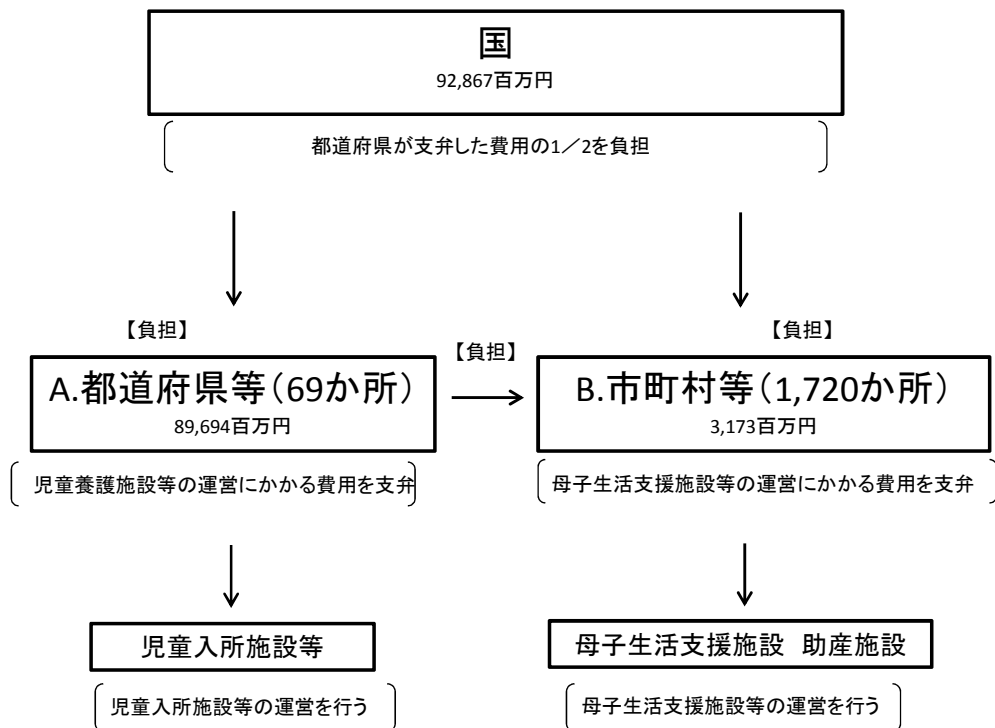 国
92,867百万円
都道府県が支弁した費用の1／2を負担
【負担】
【負担】
【負担】
A.都道府県等（69か所）
89,694百万円
B.市町村等（1,720か所）
3,173百万円
児童養護施設等の運営にかかる費用を支弁
母子生活支援施設等の運営にかかる費用を支弁
児童入所施設等
母子生活支援施設　助産施設
児童入所施設等の運営を行う
母子生活支援施設等の運営を行う